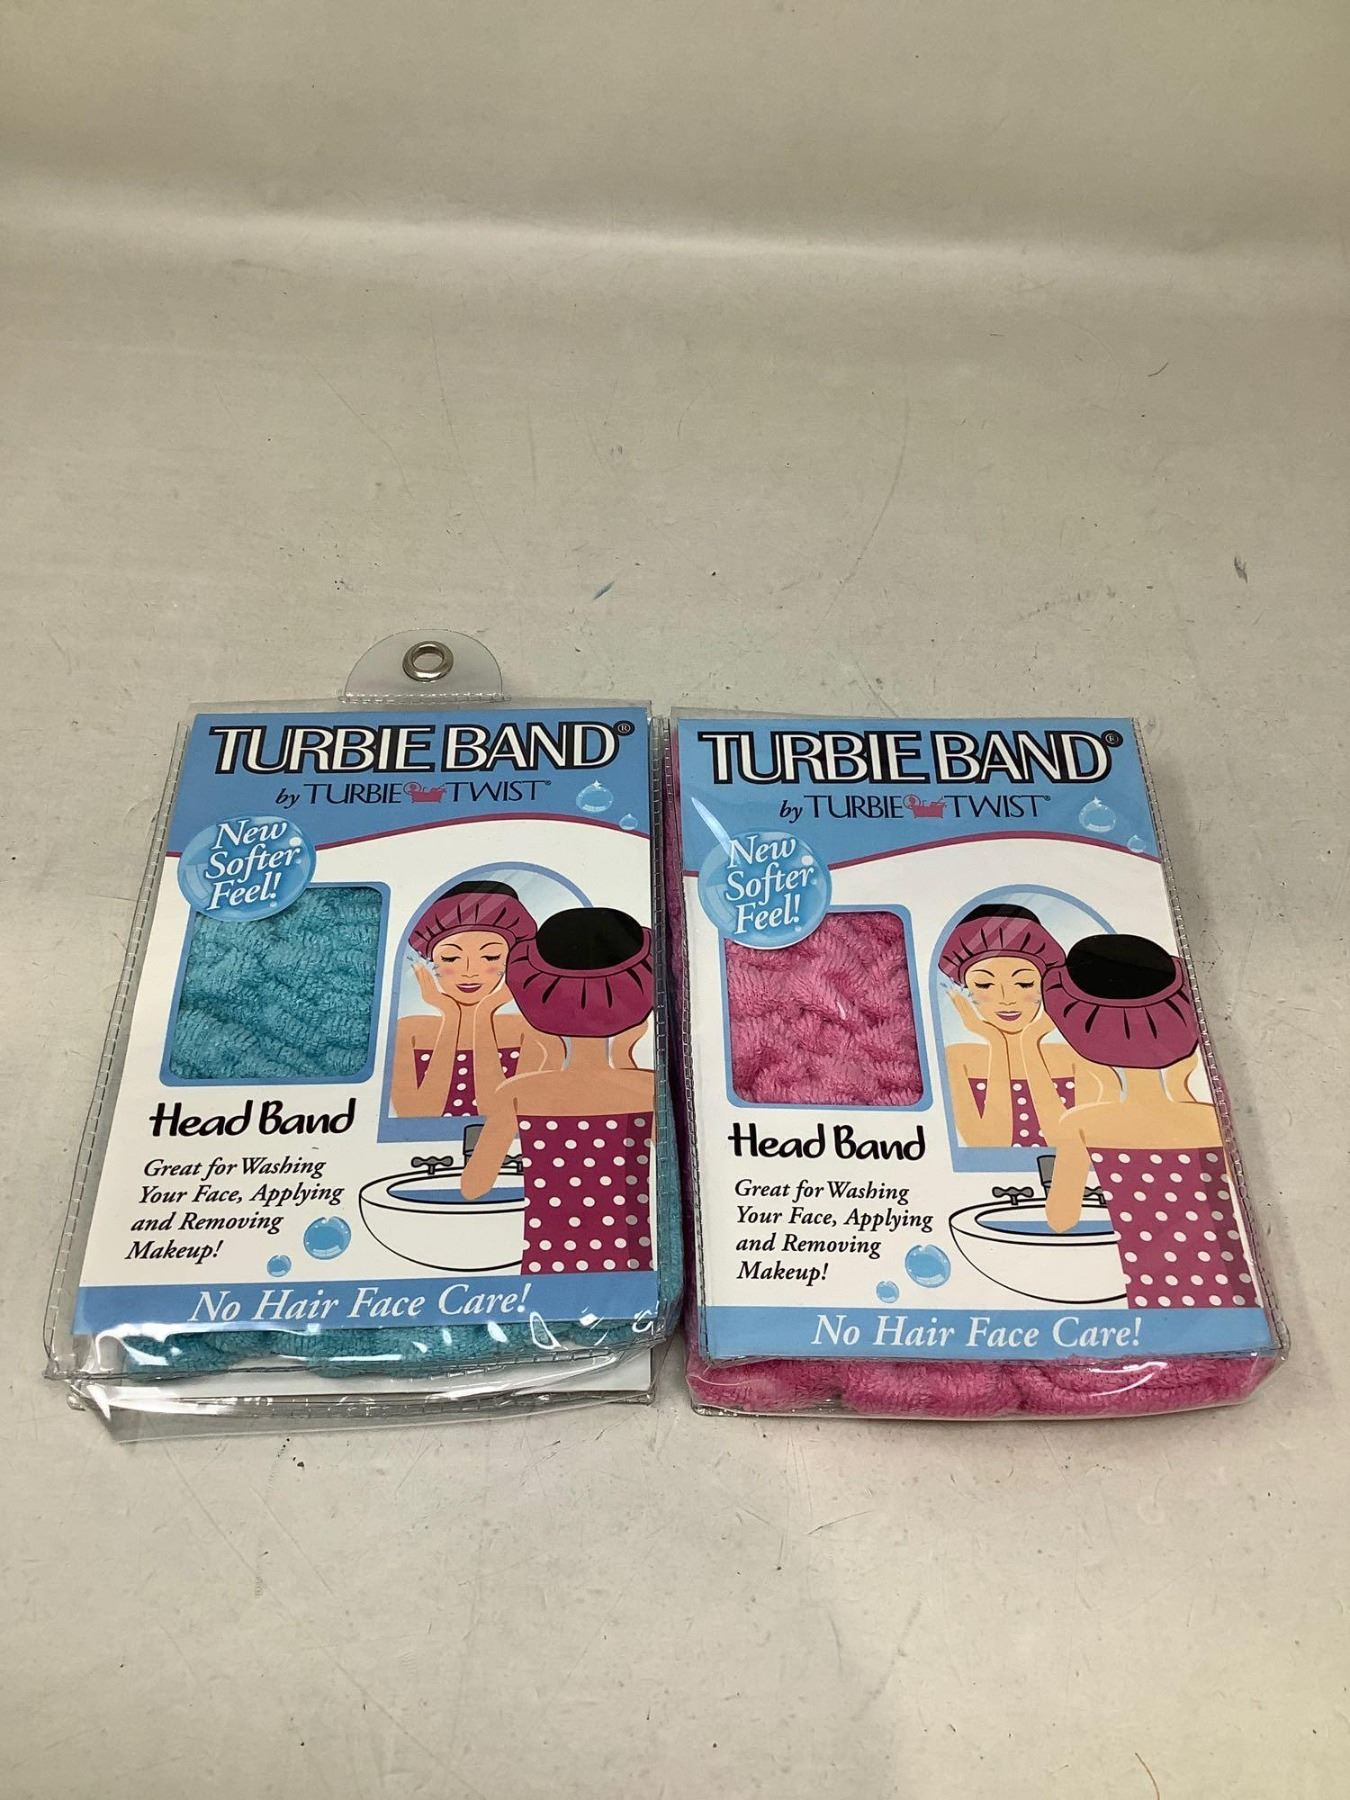 TURBIE BAND®
by TURBIE TWIST®
New
Softer
Feel!
Head Band
Great for Washing
Your Face, Applying
and Removing
Makeup!
No Hair Face Care!
TURBIE BAND®
by TURBIE TWIST®
New
Softer
Feel!
Head Band
Great for Washing
Your Face, Applying
and Removing
Makeup!
No Hair Face Care!